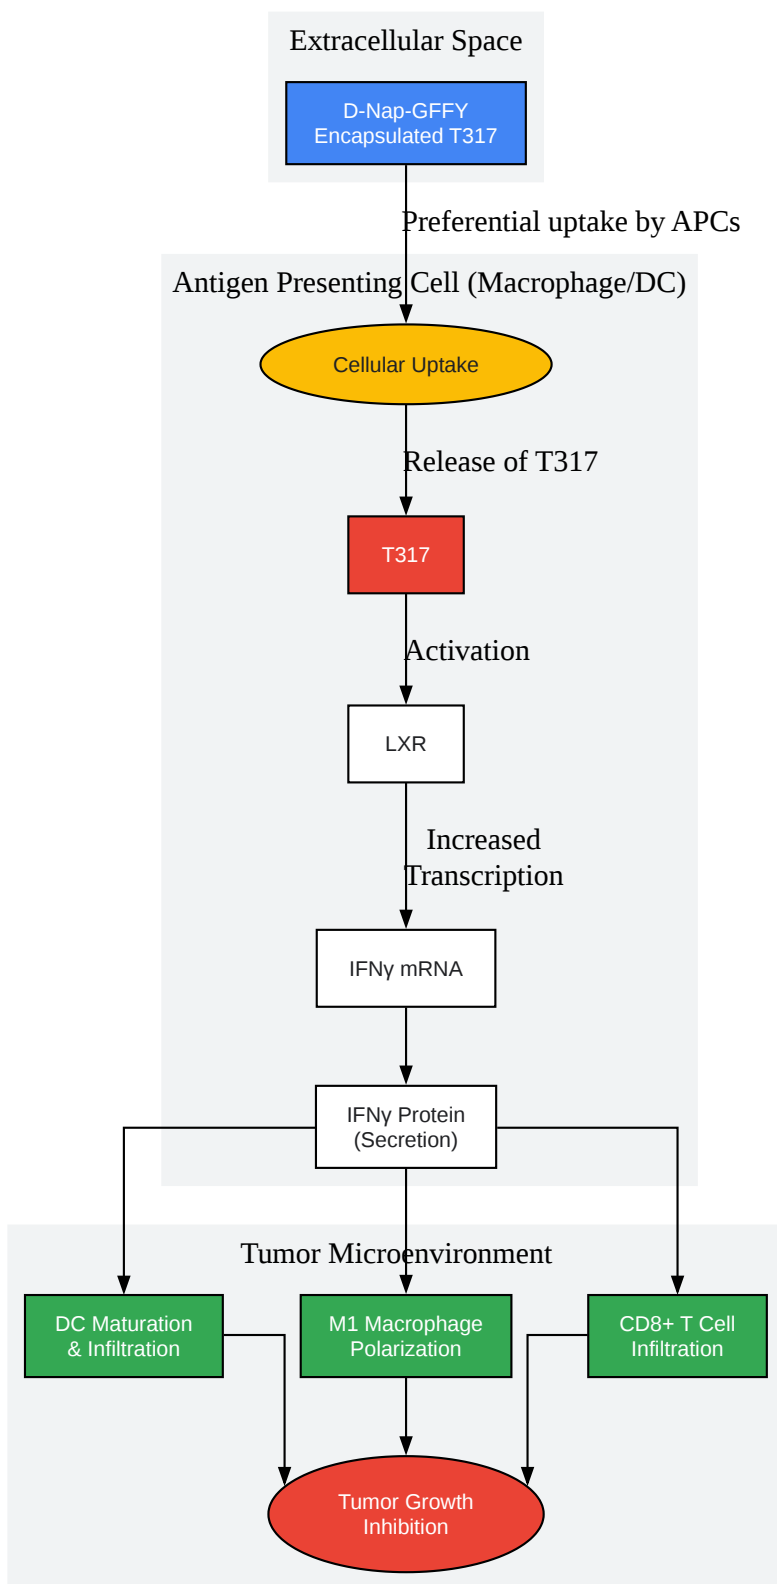 Extracellular Space
D-Nap-GFFY
Encapsulated T317
Preferential uptake by APCs
Antigen Presenting Cell (Macrophage/DC)
Cellular Uptake
Release of T317
T317
Activation
LXR
Increased
Transcription
IFNγ mRNA
IFNγ Protein
(Secretion)
Tumor Microenvironment
DC Maturation
& Infiltration
M1 Macrophage
Polarization
CD8+ T Cell
Infiltration
Tumor Growth
Inhibition